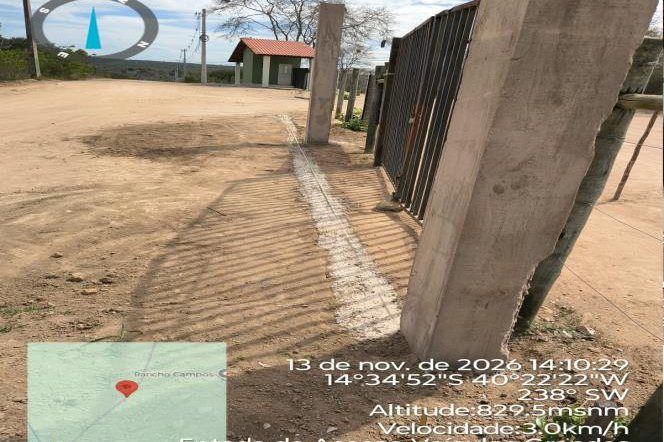 Rancho Campos
13 de nov. de 2026 14:10:29
14°34'52"S 40°22'22"W
238° SW
Altitude:829.5msnm
Velocidade:3.0km/h